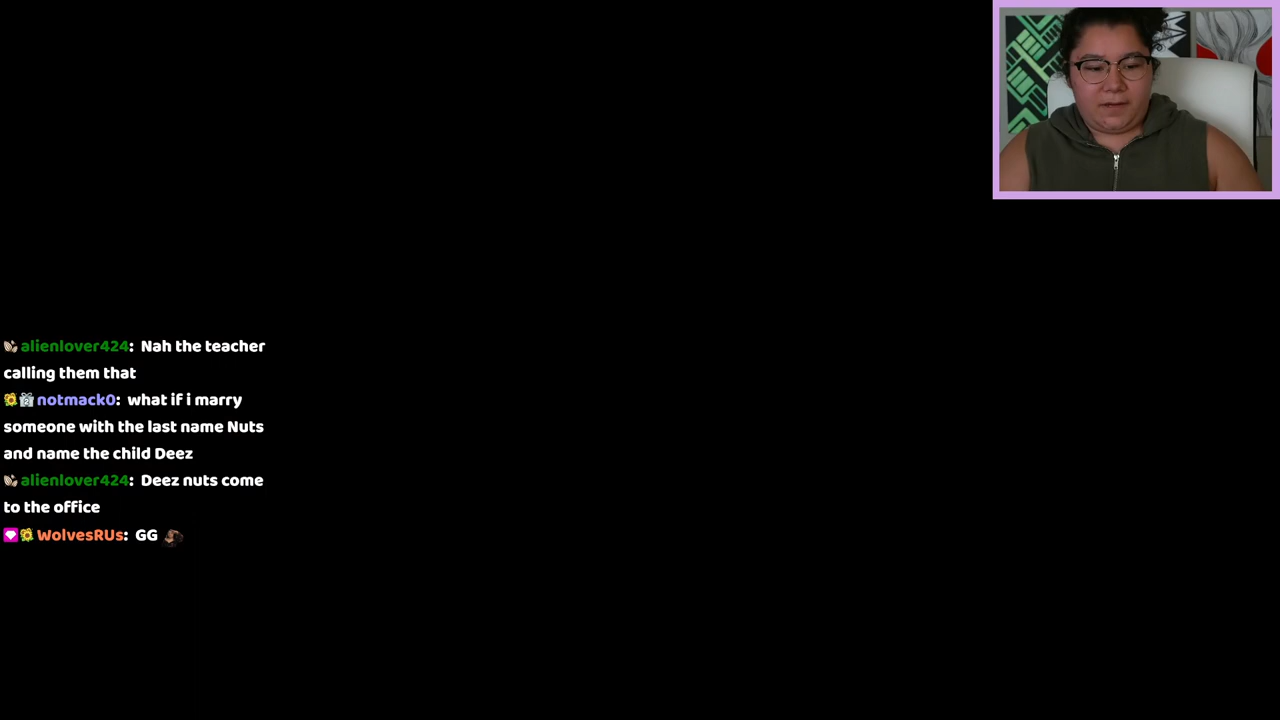 alienlover424: Nah the teacher
calling them that
notmack0: what if i marry
someone with the last name Nuts
and name the child Deez
alienlover424: Deez nuts come
to the office
WolvesRUs: GG